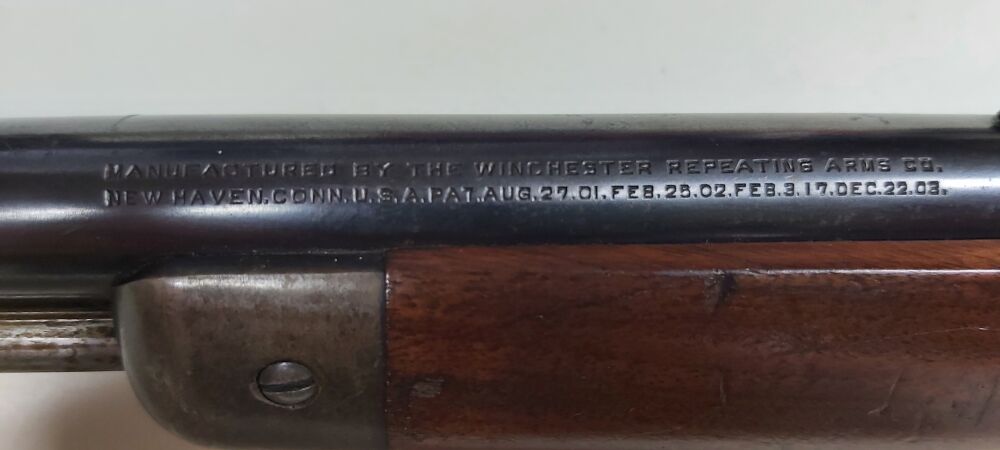 MANUFACTURED BY THE WINCHESTER REPEATING ARMS CO.
NEW HAVEN.CONN.U.S.A.PAT.AUG.27.01.FEB.25.02.FEB.3.17.DEC.22.03.